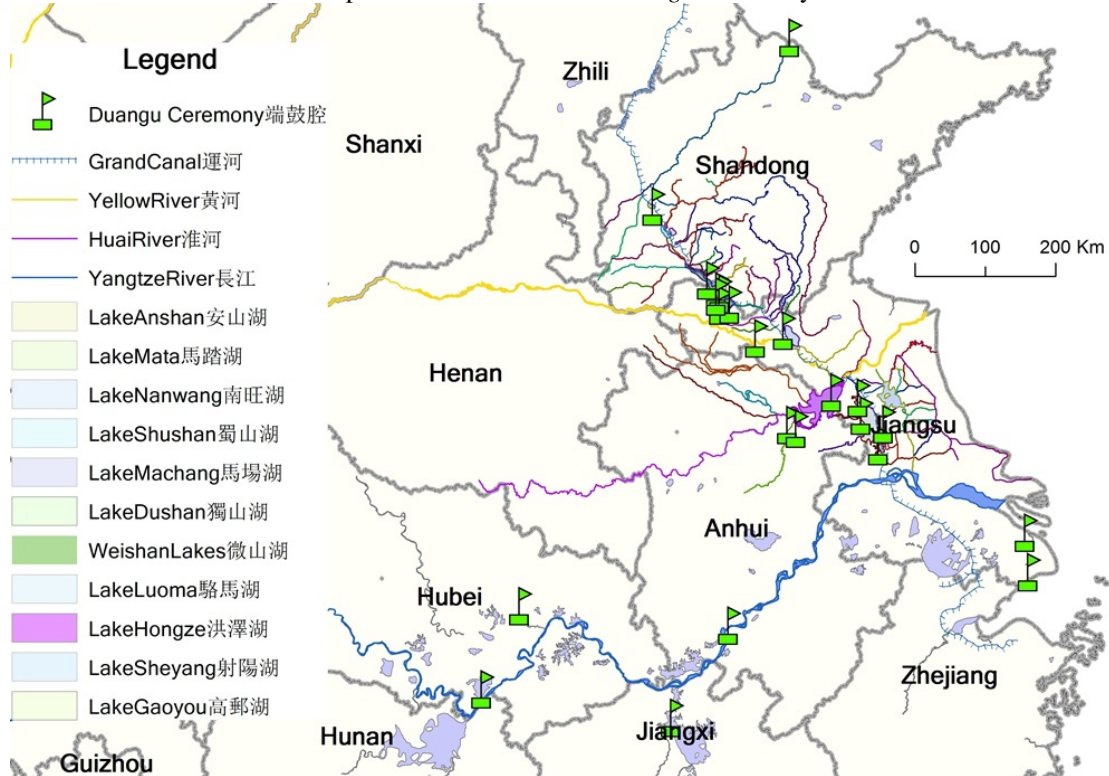 Legend
Duangu Ceremony端鼓腔
GrandCanal運河
YellowRiver黃河
HuaiRiver淮河
YangtzeRiver長江
LakeAnshan安山湖
LakeMata馬踏湖
LakeNanwang南旺湖
LakeShushan蜀山湖
LakeMachang馬場湖
LakeDushan獨山湖
WeishanLakes微山湖
LakeLuoma駱馬湖
LakeHongze洪澤湖
LakeSheyang射陽湖
LakeGaoyou高郵湖
Zhili
Shanxi
Shandong
0 100 200 Km
Henan
Jiangsu
Anhui
Hubei
Zhejiang
Hunan
Jiangxi
Guizhou